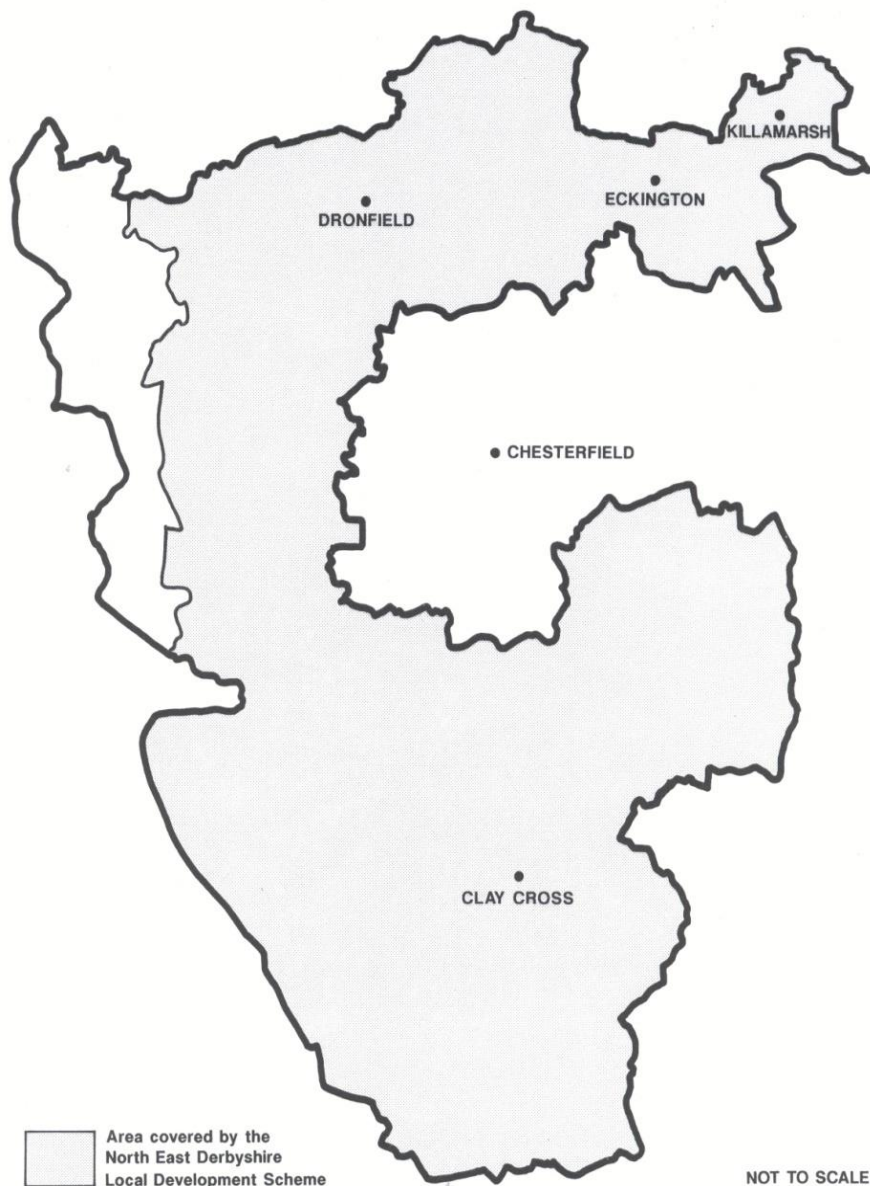 KILLAMARSH
ECKINGTON
DRONFIELD
CHESTERFIELD
CLAY CROSS
Area covered by the
North East Derbyshire
Local Development Scheme
NOT TO SCALE